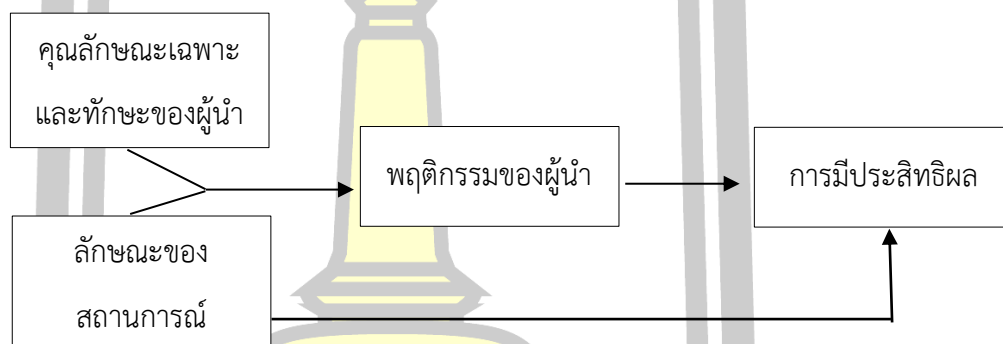 คุณลักษณะเฉพาะ
และทักษะของผู้นำ
พฤติกรรมของผู้นำ
การมีประสิทธิผล
ลักษณะของ
สถานการณ์